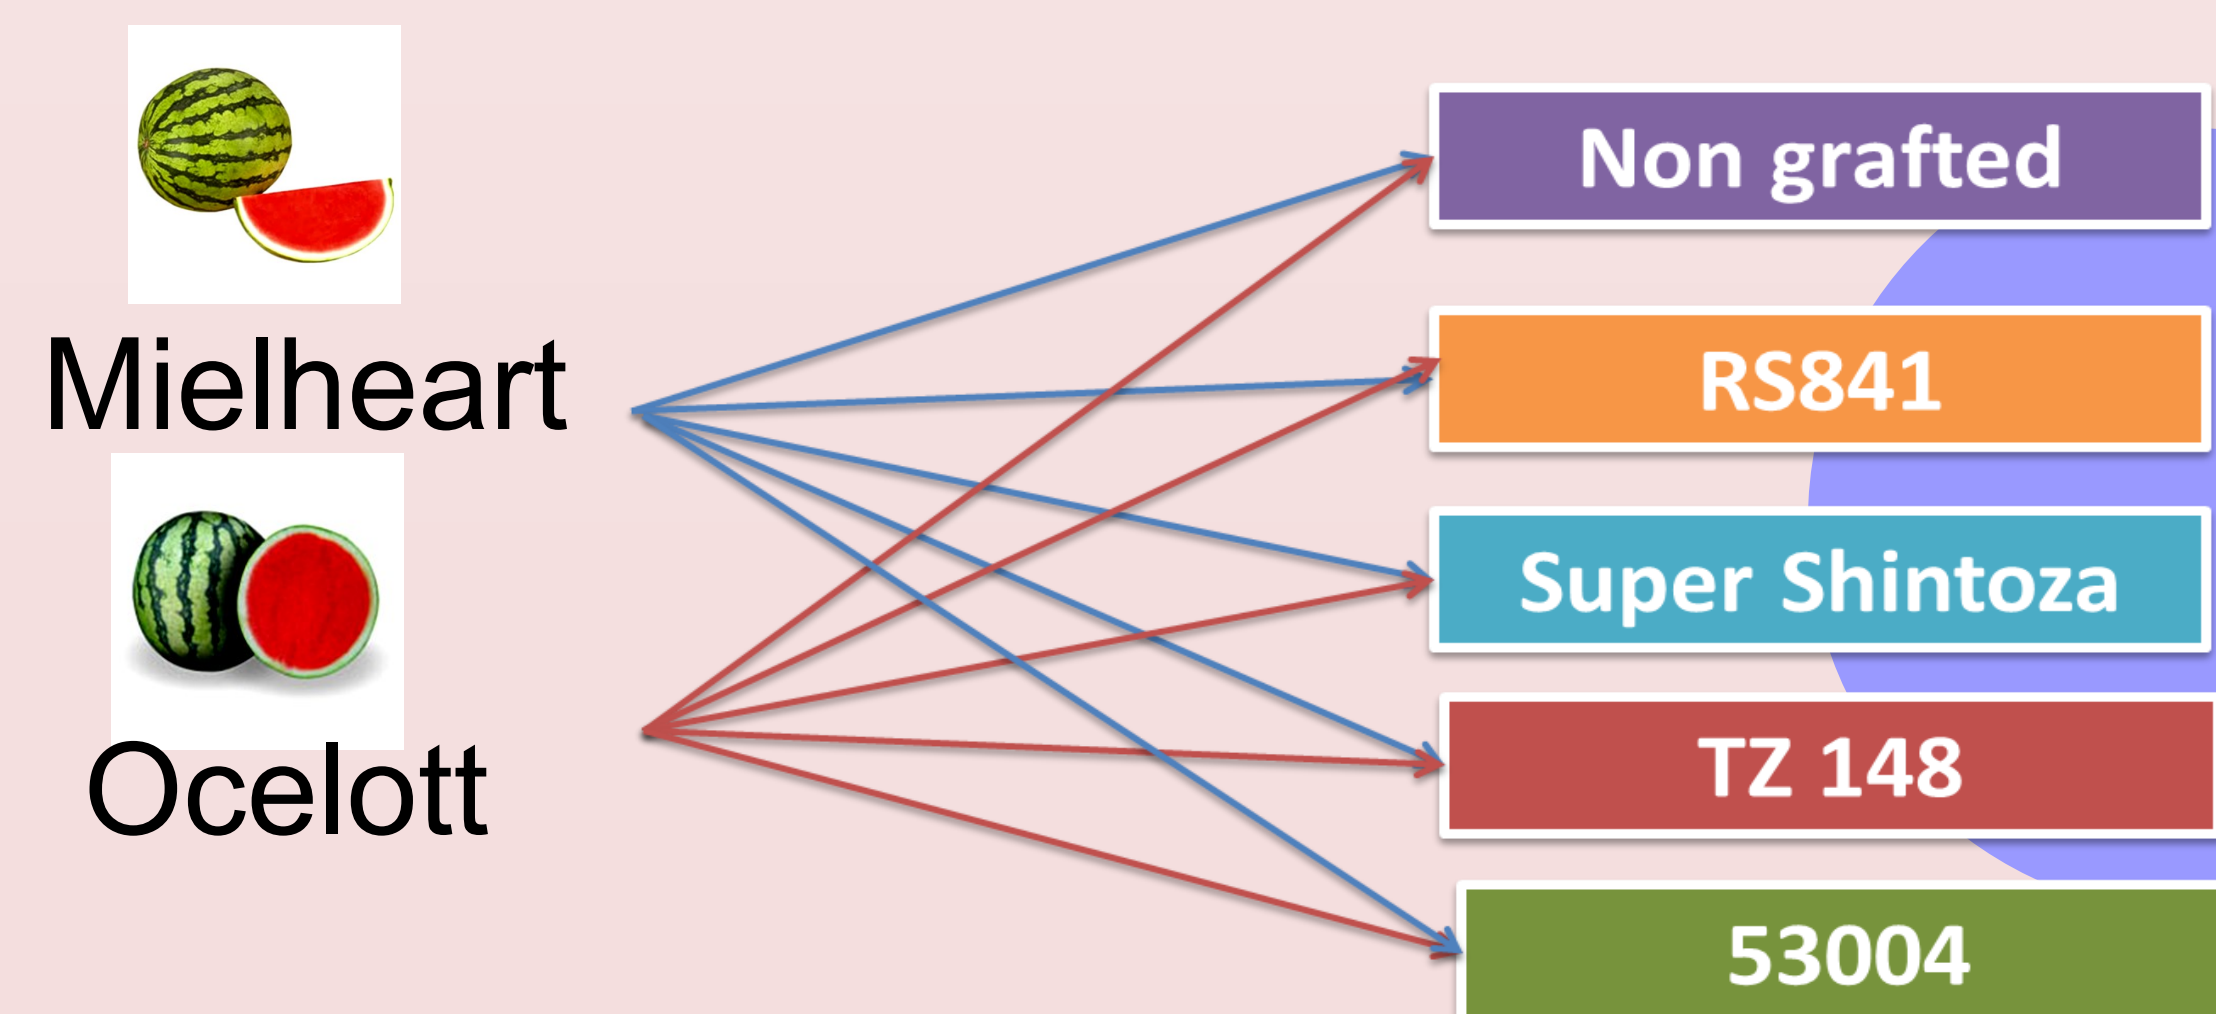 Mielheart
Ocelott
Non grafted
RS841
Super Shintoza
TZ 148
53004